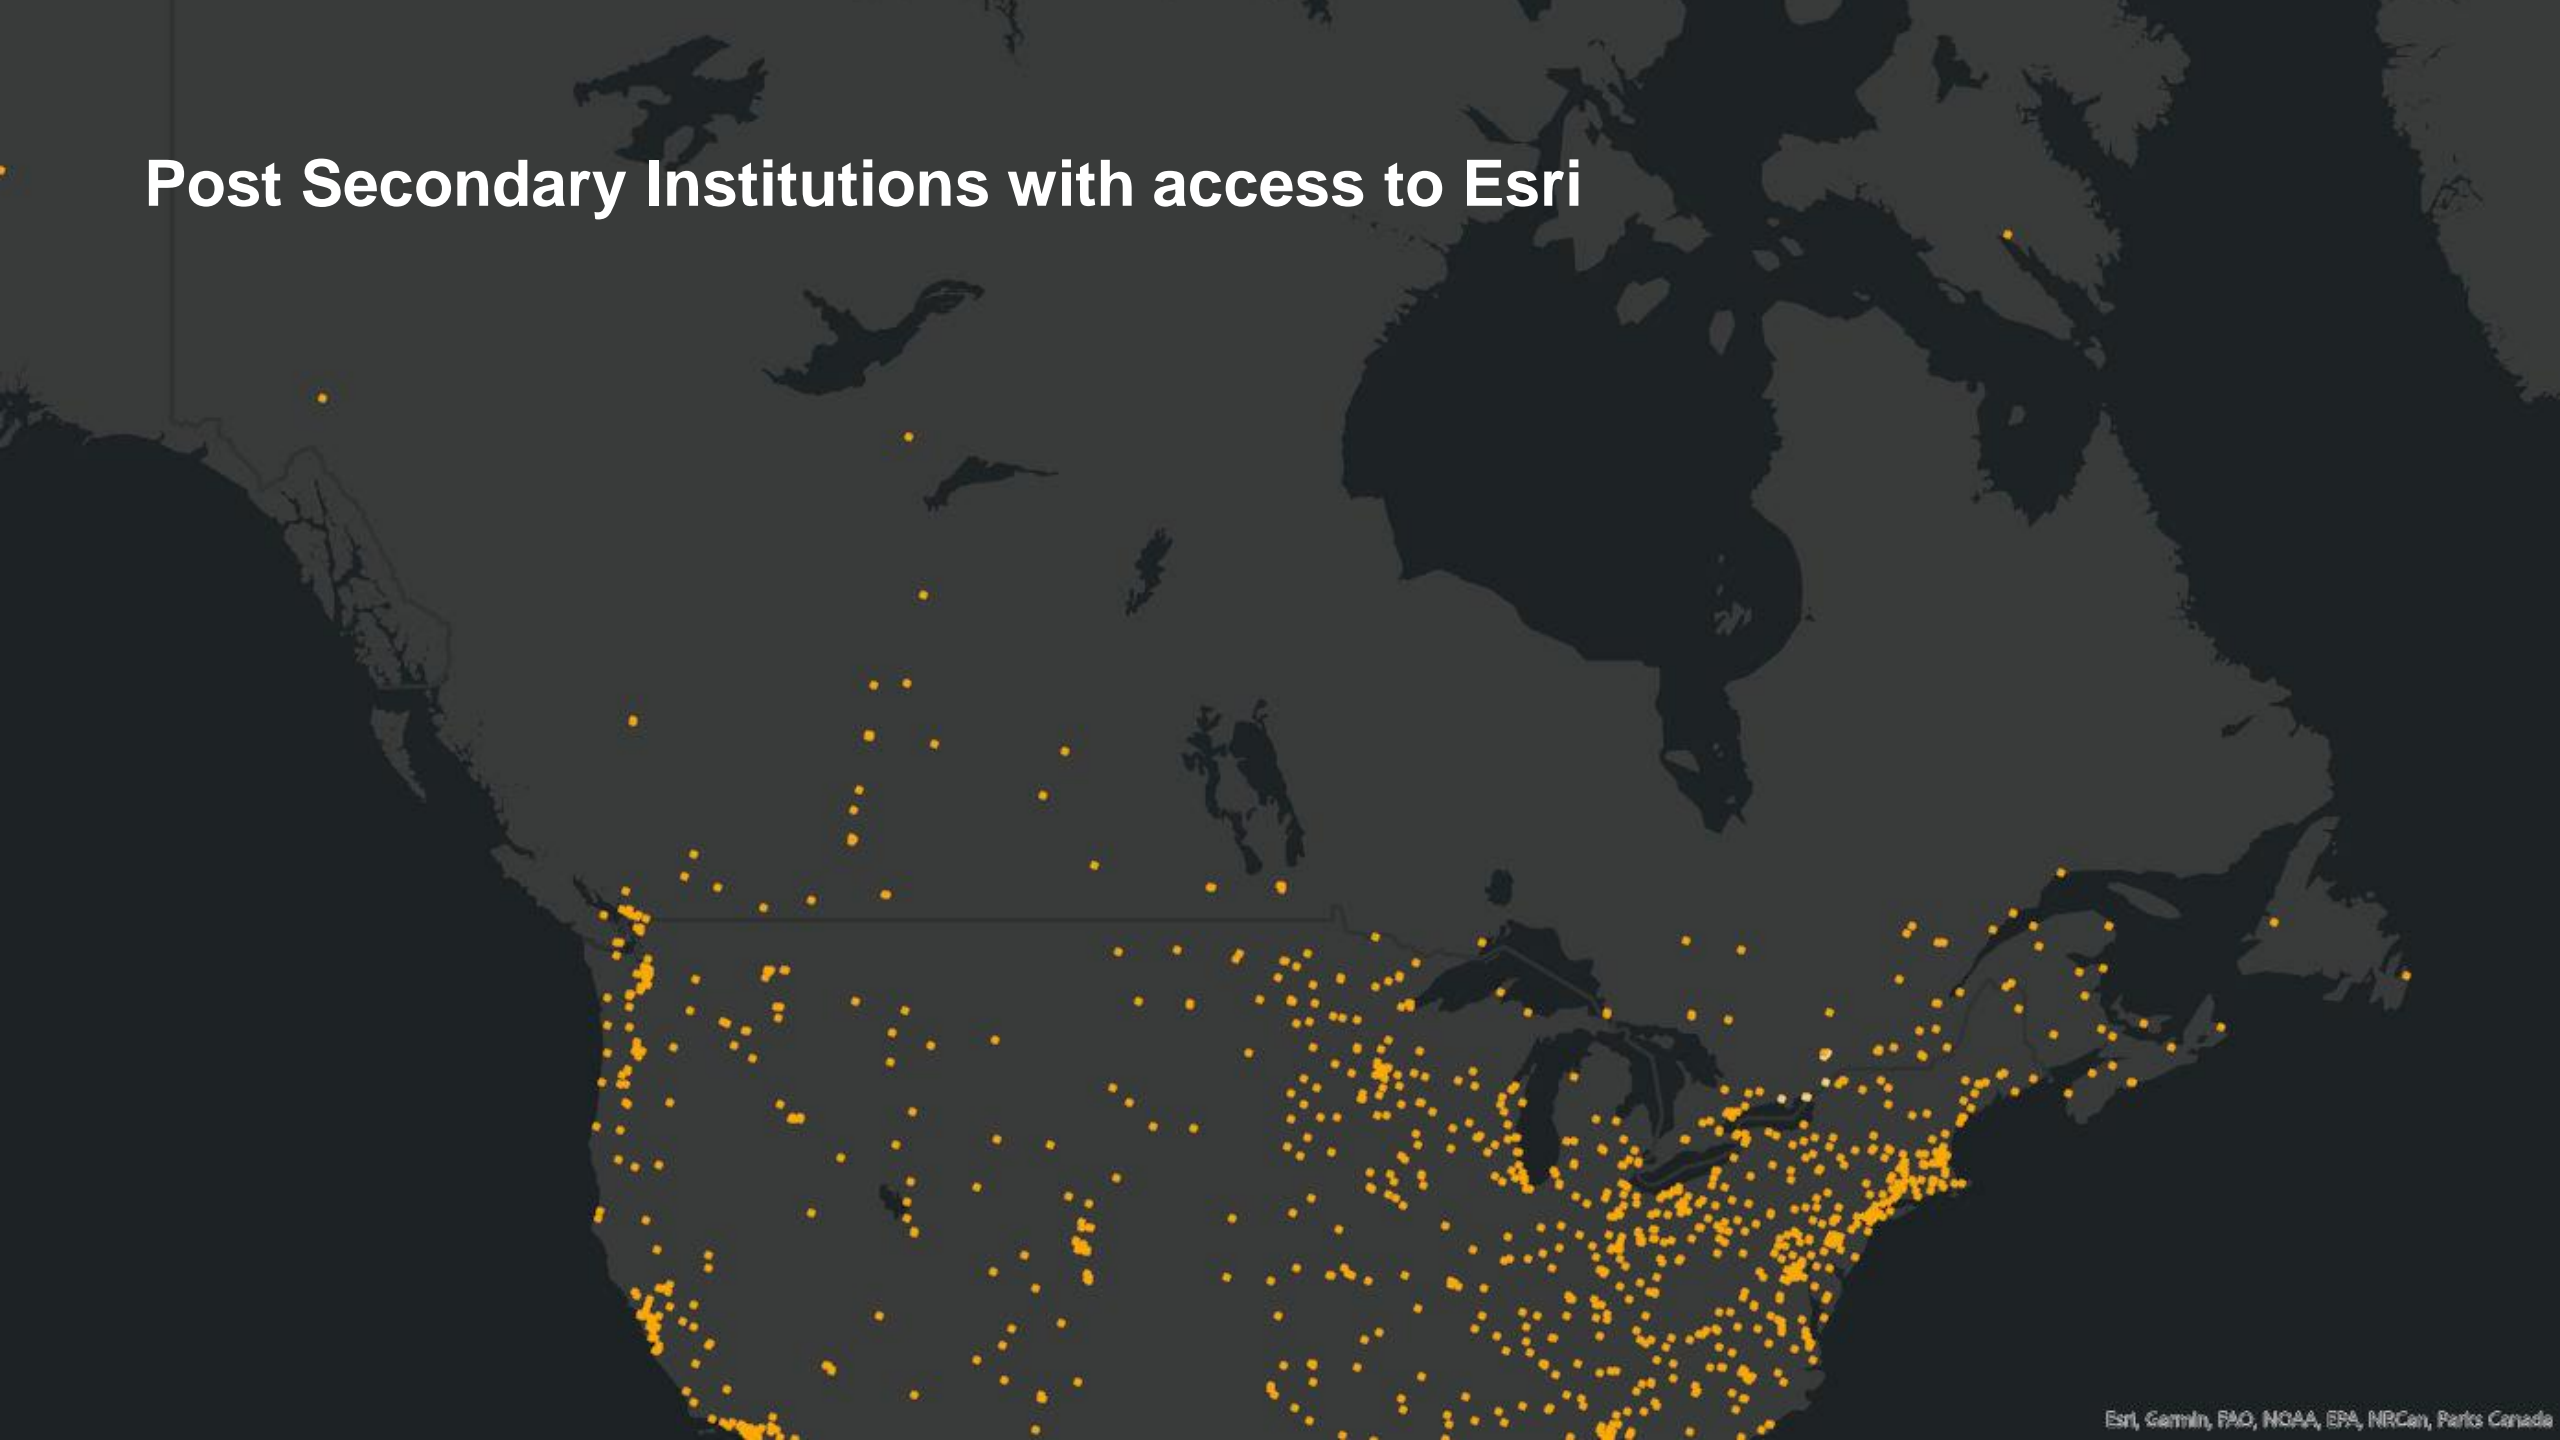 Post Secondary Institutions with access to Esri
Esri, Garmin, FAO, NOAA, EPA, NRCan, Parks Canada